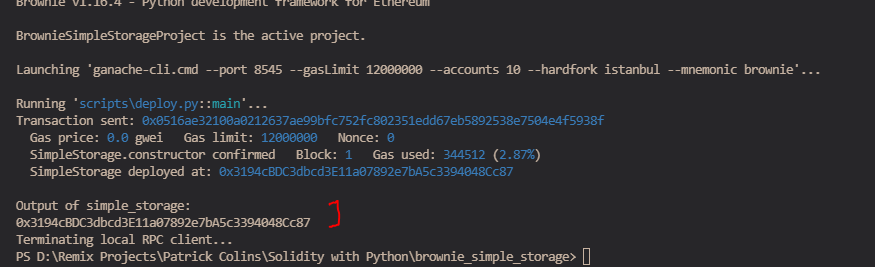 Brownie v1.16.4 - Python development framework for Ethereum
BrownieSimpleStorageProject is the active project.
Launching 'ganache-cli.cmd --port 8545 --gasLimit 12000000 --accounts 10 --hardfork istanbul --mnemonic brownie'...
Running 'scripts\deploy.py::main'...
Transaction sent: 0x0516ae32100a0212637ae99bfc752fc802351edd67eb5892538e7504e4f5938f
Gas price: 0.0 gwei   Gas limit: 12000000   Nonce: 0
SimpleStorage.constructor confirmed   Block: 1   Gas used: 344512 (2.87%)
SimpleStorage deployed at: 0x3194cBDC3dbcd3E11a07892e7bA5c3394048Cc87
Output of simple_storage:
0x3194cBDC3dbcd3E11a07892e7bA5c3394048Cc87
Terminating local RPC client...
PS D:\Remix Projects\Patrick Colins\Solidity with Python\brownie_simple_storage>